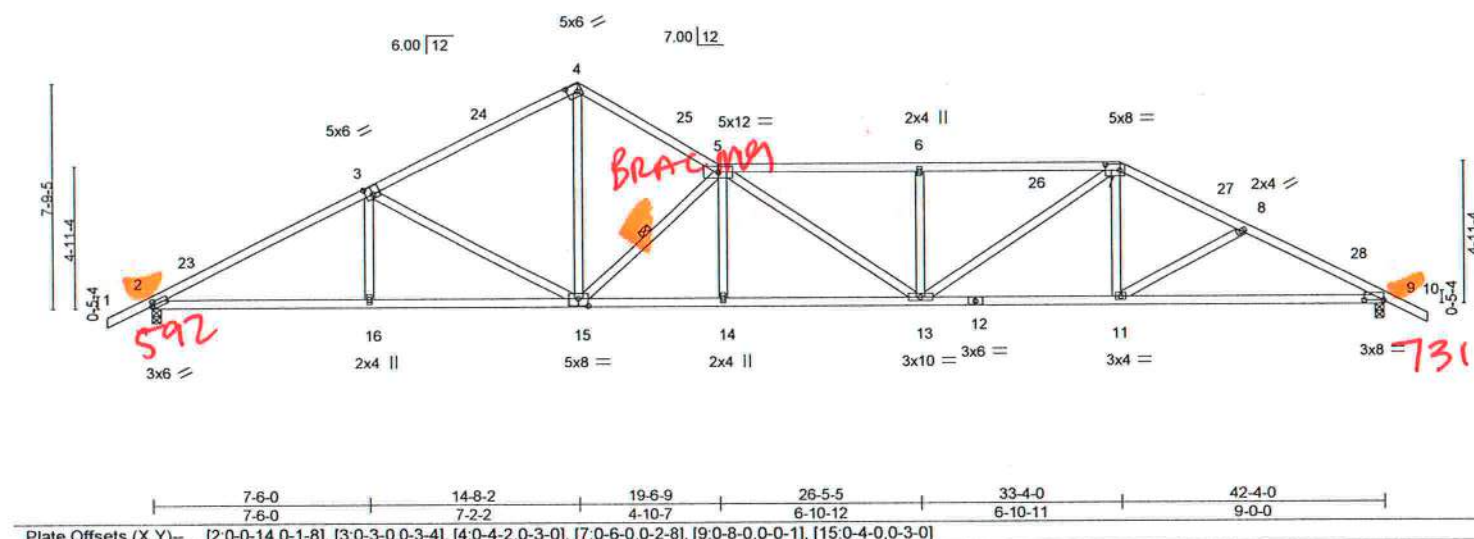 5x6
6.00 12
7.00 12
4
24
25
5x12 =
2x4 ||
5x8 =
5x6
5
6
BRACING
3
26
7
27
2x4
8
7-9-5
4-11-4
4-11-4
23
28
1
2
9
10
0-5-4
0-5-4
592
731
16
15
14
13
12
11
3x6
2x4 ||
5x8 =
2x4 ||
3x10 =
3x6 =
3x4 =
3x8 =
7-6-0
14-8-2
19-6-9
26-5-5
33-4-0
42-4-0
7-6-0
7-2-2
4-10-7
6-10-12
6-10-11
9-0-0
Plate Offsets (X,Y)-- [2:0-0-14,0-1-8], [3:0-3-0,0-3-4], [4:0-4-2,0-3-0], [7:0-6-0,0-2-8], [9:0-8-0,0-0-1], [15:0-4-0,0-3-0]